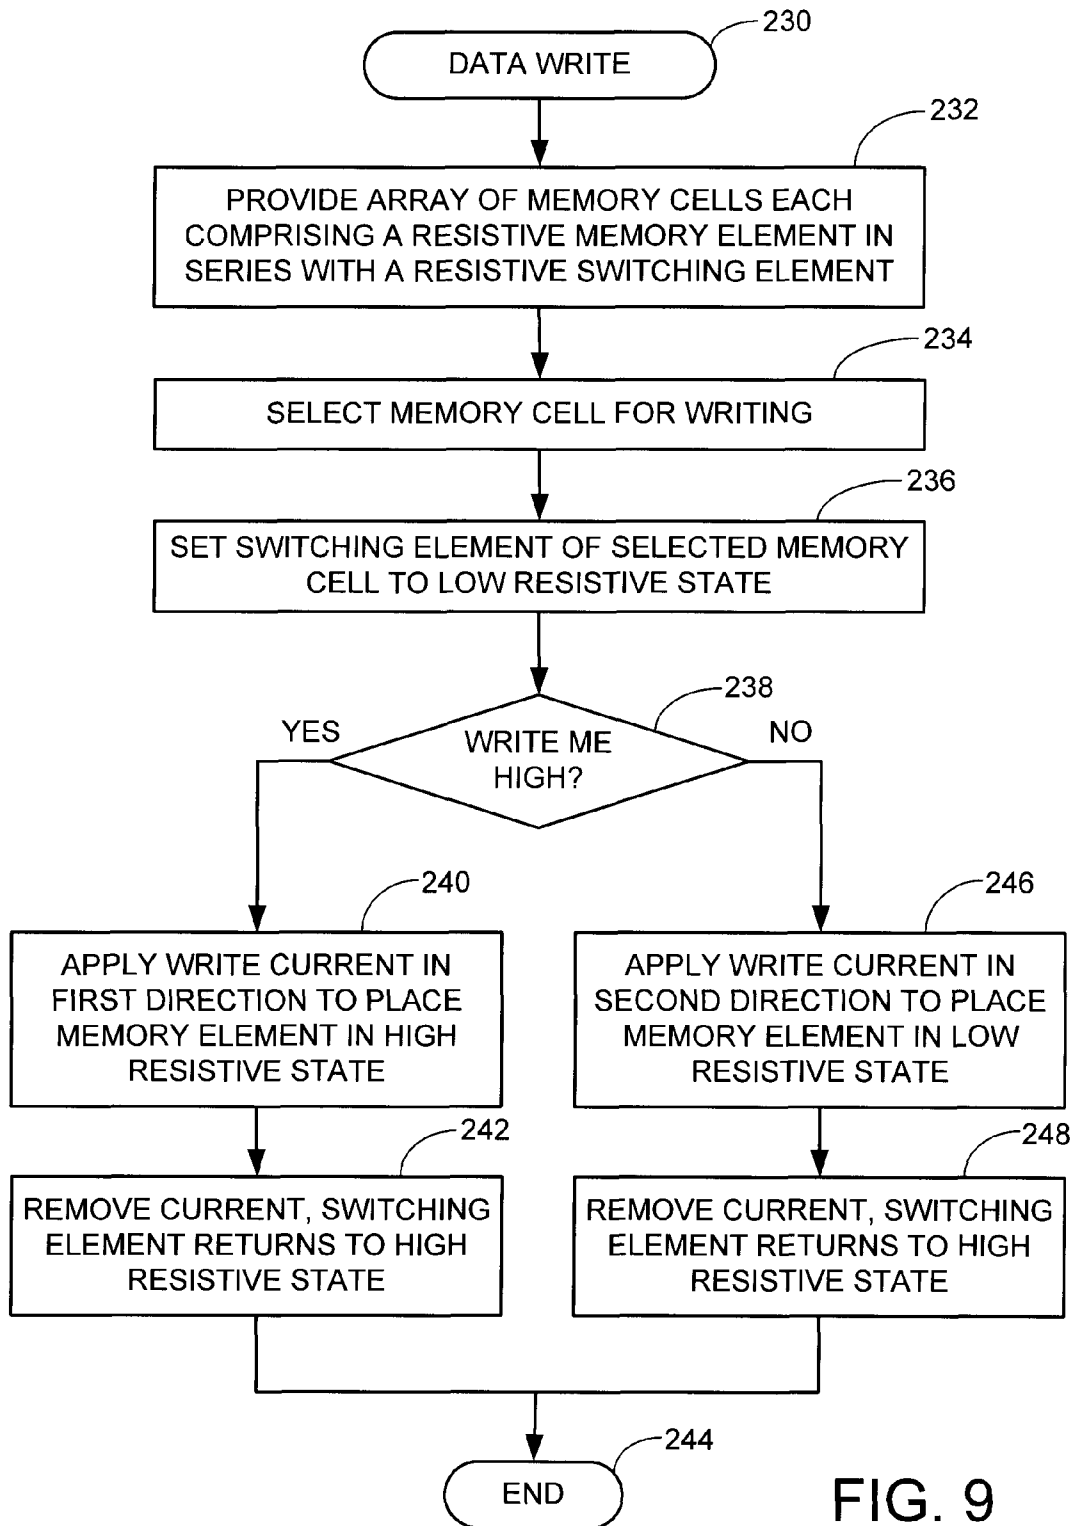 230
DATA WRITE
232
PROVIDE ARRAY OF MEMORY CELLS EACH
COMPRISING A RESISTIVE MEMORY ELEMENT IN
SERIES WITH A RESISTIVE SWITCHING ELEMENT
234
SELECT MEMORY CELL FOR WRITING
236
SET SWITCHING ELEMENT OF SELECTED MEMORY
CELL TO LOW RESISTIVE STATE
238
YES
WRITE ME
HIGH?
NO
240
APPLY WRITE CURRENT IN
FIRST DIRECTION TO PLACE
MEMORY ELEMENT IN HIGH
RESISTIVE STATE
242
REMOVE CURRENT, SWITCHING
ELEMENT RETURNS TO HIGH
RESISTIVE STATE
246
APPLY WRITE CURRENT IN
SECOND DIRECTION TO PLACE
MEMORY ELEMENT IN LOW
RESISTIVE STATE
248
REMOVE CURRENT, SWITCHING
ELEMENT RETURNS TO HIGH
RESISTIVE STATE
244
END
FIG. 9